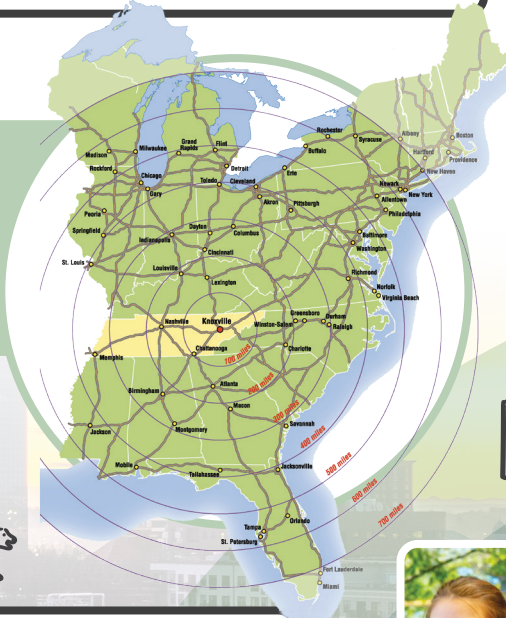 Albany
Boston
Rochester
Syracuse
Buffalo
Hartford
Providence
New Haven
Grand
Rapids
Flint
Madison
Milwaukee
Rockford
Detroit
Chicago
Toledo
Cleveland
Erie
Gary
Akron
Newark
New York
Allentown
Philadelphia
Pittsburgh
Peoria
Springfield
Dayton
Columbus
Indianapolis
Baltimore
Washington
Cincinnati
St. Louis
Louisville
Lexington
Richmond
Norfolk
Virginia Beach
Nashville
Knoxville
Greensboro
Durham
Winston-Salem
Raleigh
Memphis
Chattanooga
Charlotte
100 miles
200 miles
300 miles
400 miles
500 miles
600 miles
700 miles
Atlanta
Birmingham
Macon
Jackson
Montgomery
Savannah
Mobile
Tallahassee
Jacksonville
Tampa
Orlando
St. Petersburg
Fort Lauderdale
Miami